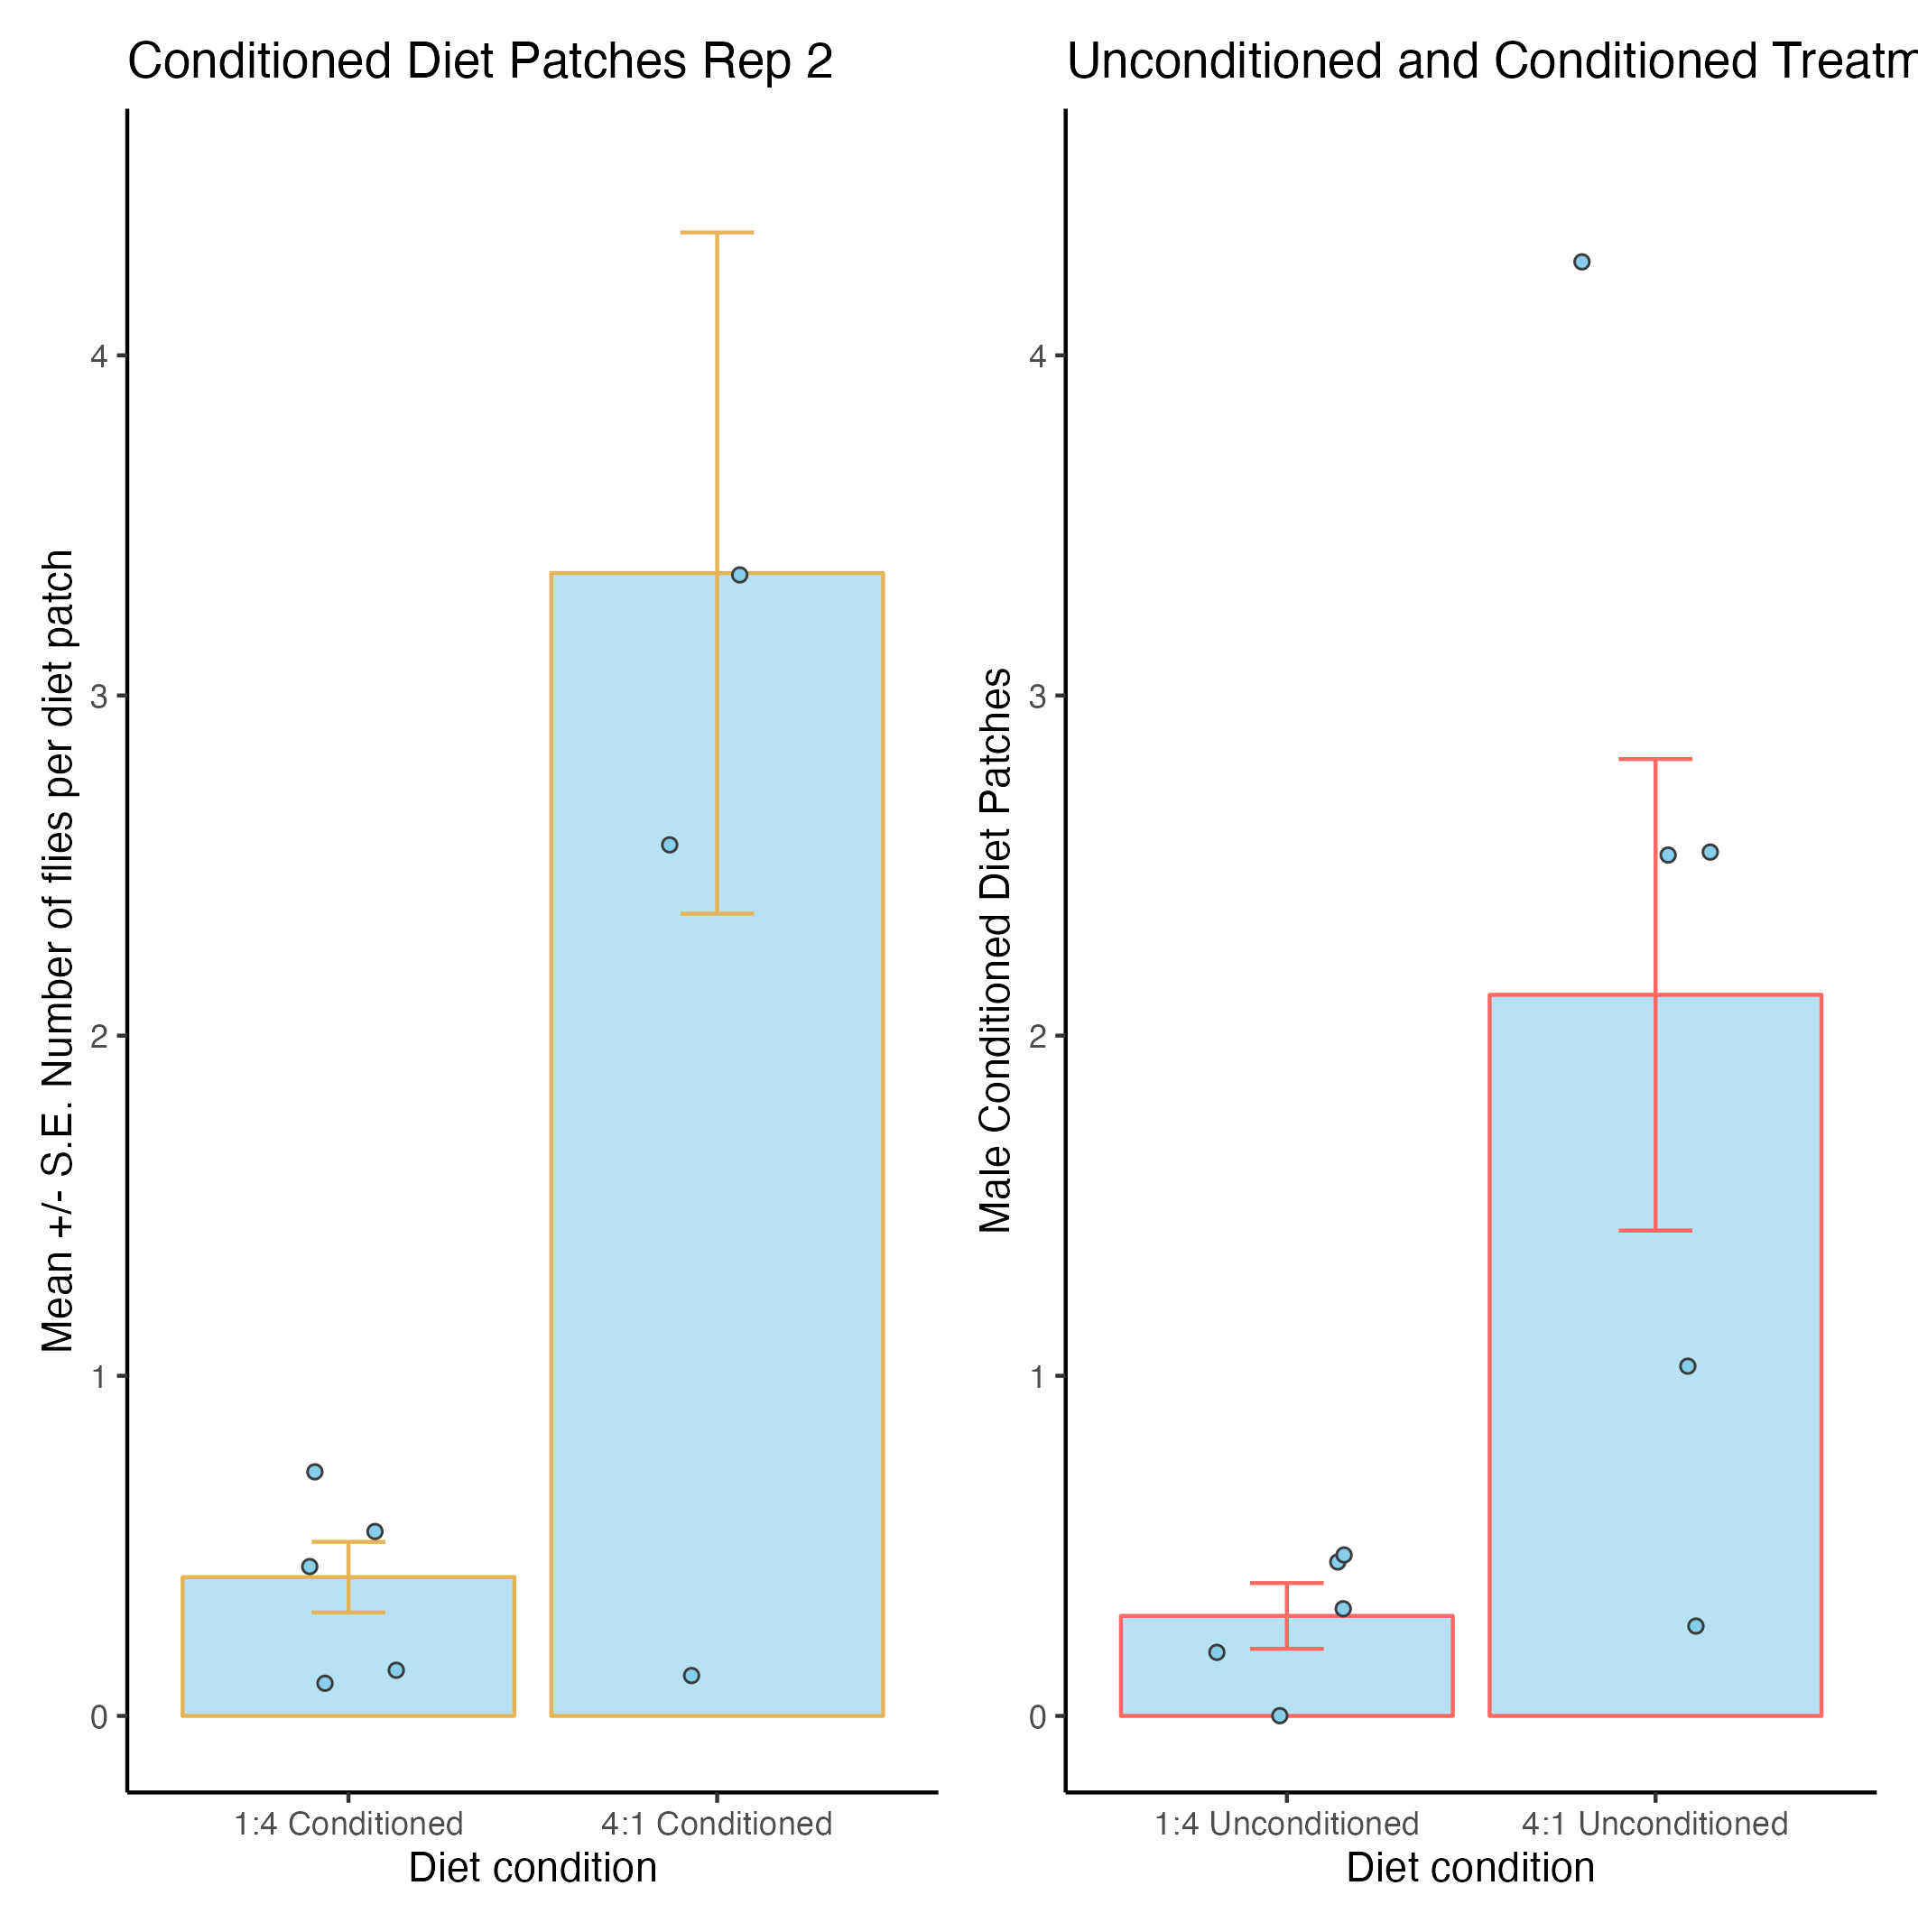 Conditioned Diet Patches Rep 2
Mean +/- S.E. Number of flies per diet patch
4
3
2
1
0
1:4 Conditioned
4:1 Conditioned
Diet condition
Unconditioned and Conditioned
Male Conditioned Diet Patches
4
3
2
1
0
1:4 Unconditioned
4:1 Unconditioned
Diet condition